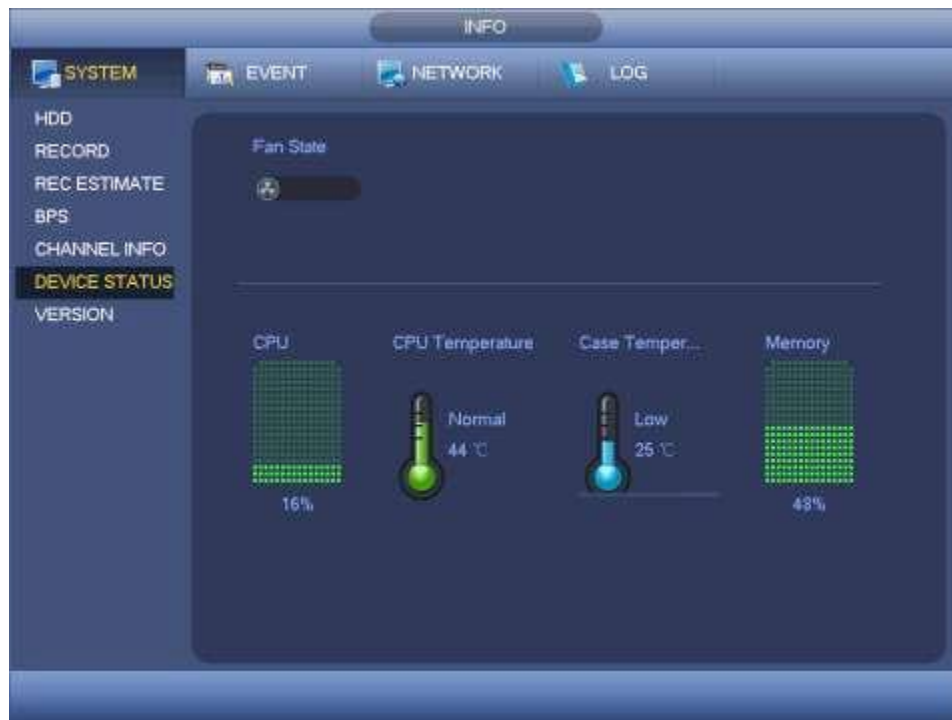 INFO
SYSTEM
EVENT
NETWORK
LOG
HDD
RECORD
REC ESTIMATE
BPS
CHANNEL INFO
DEVICE STATUS
VERSION
Fan State
CPU
CPU Temperature
Case Temper...
Memory
Normal
44 ℃
Low
25 ℃
16%
48%